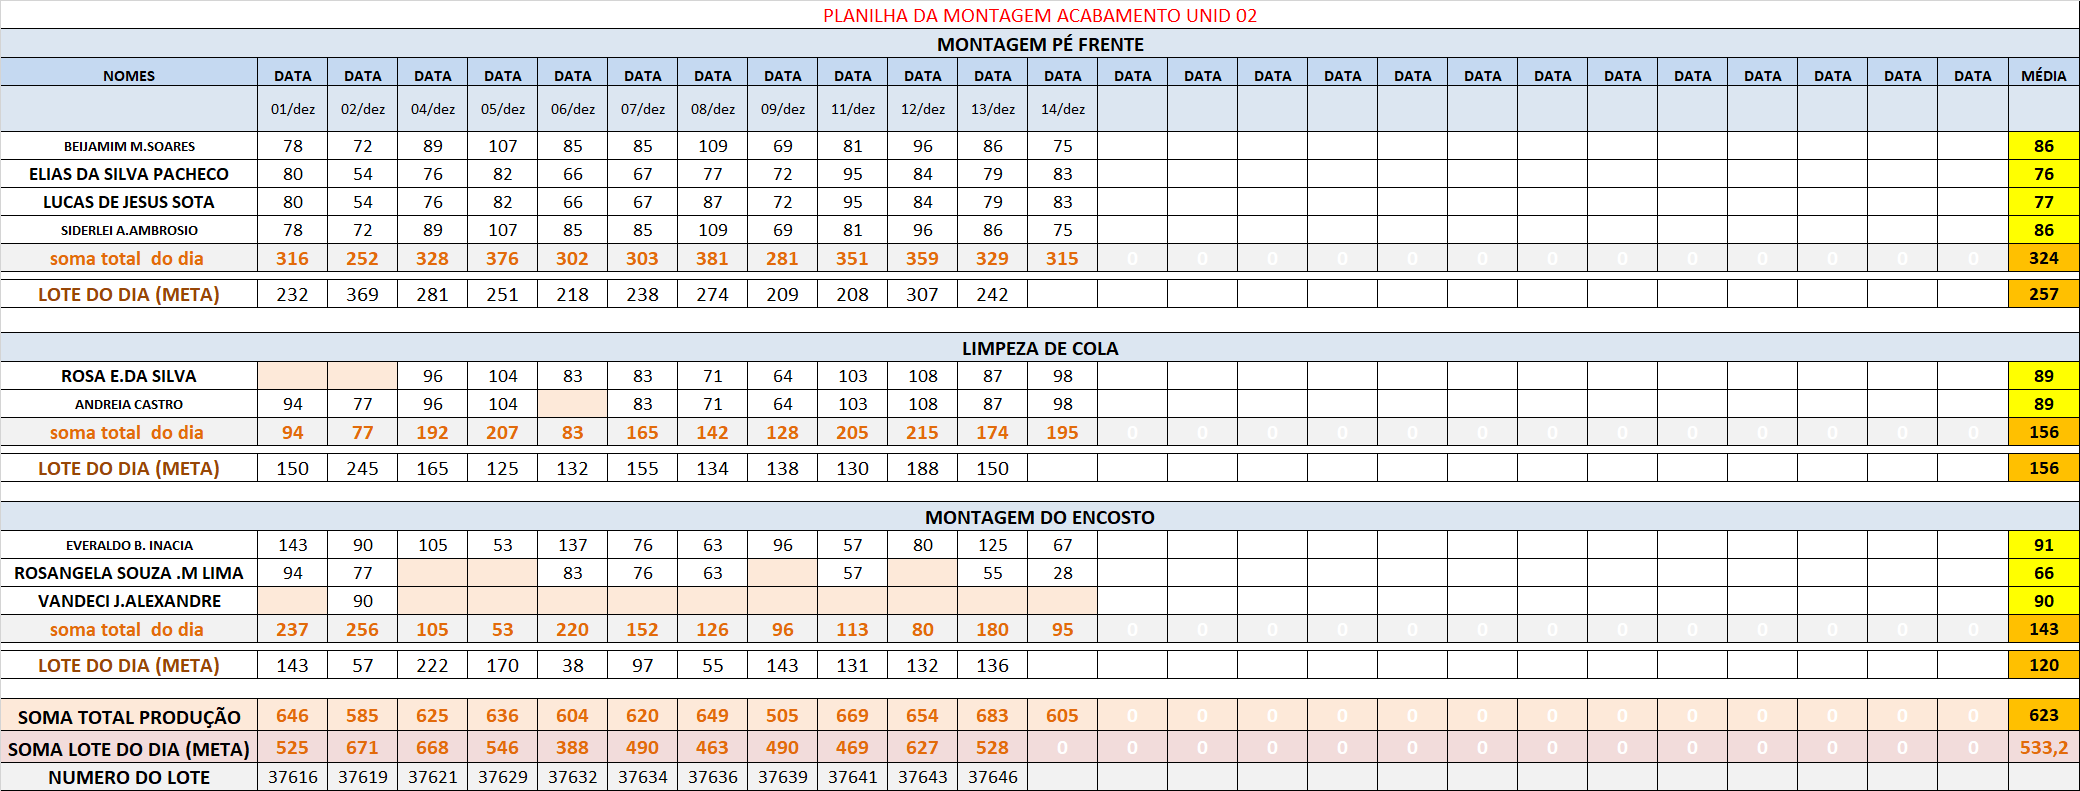 PLANILHA DA MONTAGEM ACABAMENTO UNID 02
MONTAGEM PÉ FRENTE
NOMES DATA DATA DATA DATA DATA DATA DATA DATA DATA DATA DATA DATA DATA DATA DATA DATA DATA DATA DATA DATA DATA DATA DATA DATA DATA MÉDIA
01/dez 02/dez 04/dez 05/dez 06/dez 07/dez 08/dez 09/dez 11/dez 12/dez 13/dez 14/dez
BEIJAMIM M.SOARES 78 72 89 107 85 85 109 69 81 96 86 75 86
ELIAS DA SILVA PACHECO 80 54 76 82 66 67 77 72 95 84 79 83 76
LUCAS DE JESUS SOTA 80 54 76 82 66 67 87 72 95 84 79 83 77
SIDERLEI A.AMBROSIO 78 72 89 107 85 85 109 69 81 96 86 75 86
soma total do dia 316 252 328 376 302 303 381 281 351 359 329 315 0 0 0 0 0 0 0 0 0 0 0 0 0 324
LOTE DO DIA (META) 232 369 281 251 218 238 274 209 208 307 242 257
LIMPEZA DE COLA
ROSA E.DA SILVA 96 104 83 83 71 64 103 108 87 98 89
ANDREIA CASTRO 94 77 96 104 83 71 64 103 108 87 98 89
soma total do dia 94 77 192 207 83 165 142 128 205 215 174 195 0 0 0 0 0 0 0 0 0 0 0 0 0 156
LOTE DO DIA (META) 150 245 165 125 132 155 134 138 130 188 150 156
MONTAGEM DO ENCOSTO
EVERALDO B. INACIA 143 90 105 53 137 76 63 96 57 80 125 67 91
ROSANGELA SOUZA .M LIMA 94 77 83 76 63 57 55 28 66
VANDECI J.ALEXANDRE 90 90
soma total do dia 237 256 105 53 220 152 126 96 113 80 180 95 0 0 0 0 0 0 0 0 0 0 0 0 0 143
LOTE DO DIA (META) 143 57 222 170 38 97 55 143 131 132 136 120
SOMA TOTAL PRODUÇÃO 646 585 625 636 604 620 649 505 669 654 683 605 0 0 0 0 0 0 0 0 0 0 0 0 0 623
SOMA LOTE DO DIA (META) 525 671 668 546 388 490 463 490 469 627 528 0 0 0 0 0 0 0 0 0 0 0 0 0 0 533,2
NUMERO DO LOTE 37616 37619 37621 37629 37632 37634 37636 37639 37641 37643 37646